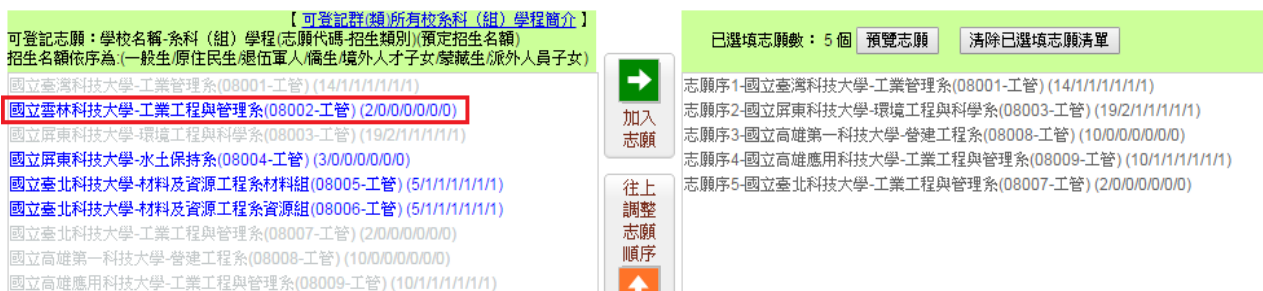 【 可登記群(類)所有校系科（組）學程簡介 】
可登記志願：學校名稱-系科（組）學程(志願代碼-招生類別)(預定招生名額)
招生名額依序為:(一般生/原住民生/退伍軍人/僑生/境外人才子女/蒙藏生/派外人員子女)
國立臺灣科技大學-工業管理系(08001-工管) (14/1/1/1/1/1/1)
國立雲林科技大學-工業工程與管理系(08002-工管) (2/0/0/0/0/0/0)
國立屏東科技大學-環境工程與科學系(08003-工管) (19/2/1/1/1/1/1)
國立屏東科技大學-水土保持系(08004-工管) (3/0/0/0/0/0/0)
國立臺北科技大學-材料及資源工程系材料組(08005-工管) (5/1/1/1/1/1/1)
國立臺北科技大學-材料及資源工程系資源組(08006-工管) (5/1/1/1/1/1/1)
國立臺北科技大學-工業工程與管理系(08007-工管) (2/0/0/0/0/0/0)
國立高雄第一科技大學-營建工程系(08008-工管) (10/0/0/0/0/0/0)
國立高雄應用科技大學-工業工程與管理系(08009-工管) (10/1/1/1/1/1/1)
加入
志願
往上
調整
志願
順序
已選填志願數： 5 個 預覽志願 清除已選填志願清單
志願序1-國立臺灣科技大學-工業管理系(08001-工管) (14/1/1/1/1/1/1)
志願序2-國立屏東科技大學-環境工程與科學系(08003-工管) (19/2/1/1/1/1/1)
志願序3-國立高雄第一科技大學-營建工程系(08008-工管) (10/0/0/0/0/0/0)
志願序4-國立高雄應用科技大學-工業工程與管理系(08009-工管) (10/1/1/1/1/1/1)
志願序5-國立臺北科技大學-工業工程與管理系(08007-工管) (2/0/0/0/0/0/0)